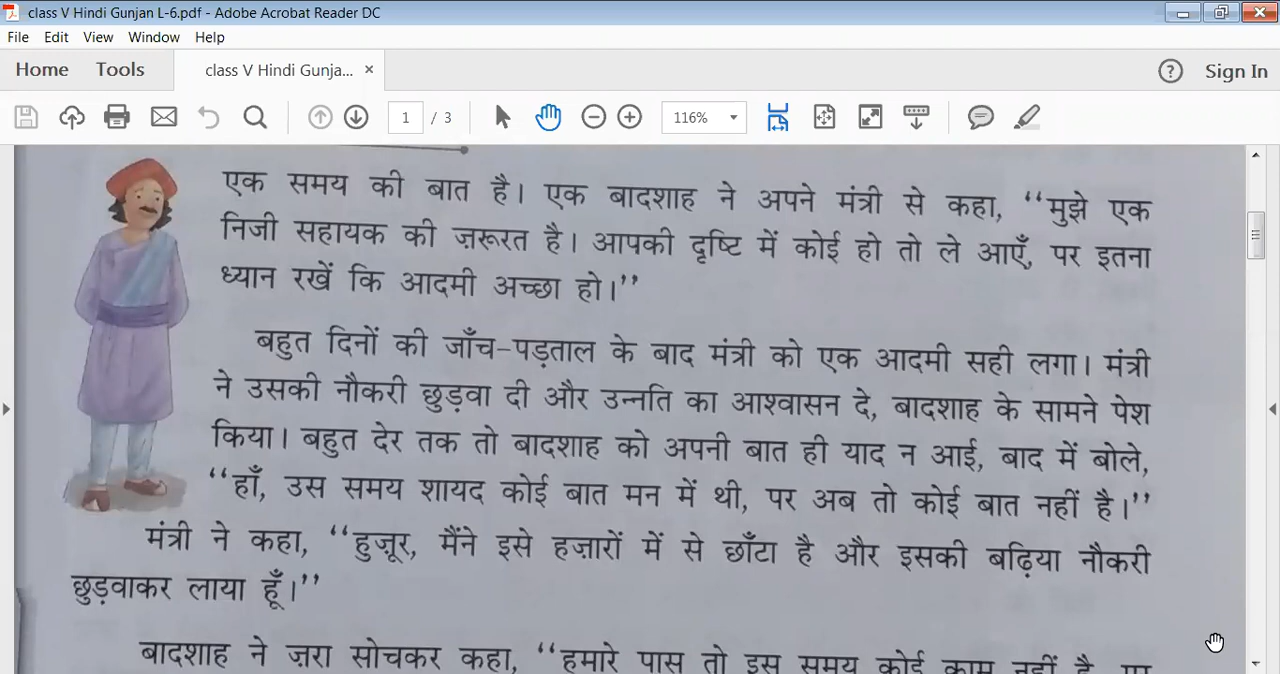 class V Hindi Gunjan L-6.pdf - Adobe Acrobat Reader DC
File Edit View Window Help
Home Tools class V Hindi Gunja... × ? Sign In
1 / 3 116%
एक समय की बात है। एक बादशाह ने अपने मंत्री से कहा, ‘‘मुझे एक
निजी सहायक की ज़रूरत है। आपकी दृष्टि में कोई हो तो ले आएँ, पर इतना
ध्यान रखें कि आदमी अच्छा हो।’’
बहुत दिनों की जाँच-पड़ताल के बाद मंत्री को एक आदमी सही लगा। मंत्री
ने उसकी नौकरी छुड़वा दी और उन्नति का आश्वासन दे, बादशाह के सामने पेश
किया। बहुत देर तक तो बादशाह को अपनी बात ही याद न आई, बाद में बोले,
‘‘हाँ, उस समय शायद कोई बात मन में थी, पर अब तो कोई बात नहीं है।’’
मंत्री ने कहा, ‘‘हुज़ूर, मैंने इसे हज़ारों में से छाँटा है और इसकी बढ़िया नौकरी
छुड़वाकर लाया हूँ।’’
बादशाह ने ज़रा सोचकर कहा, ‘‘हमारे पास तो इस समय कोई काम नहीं है, पर